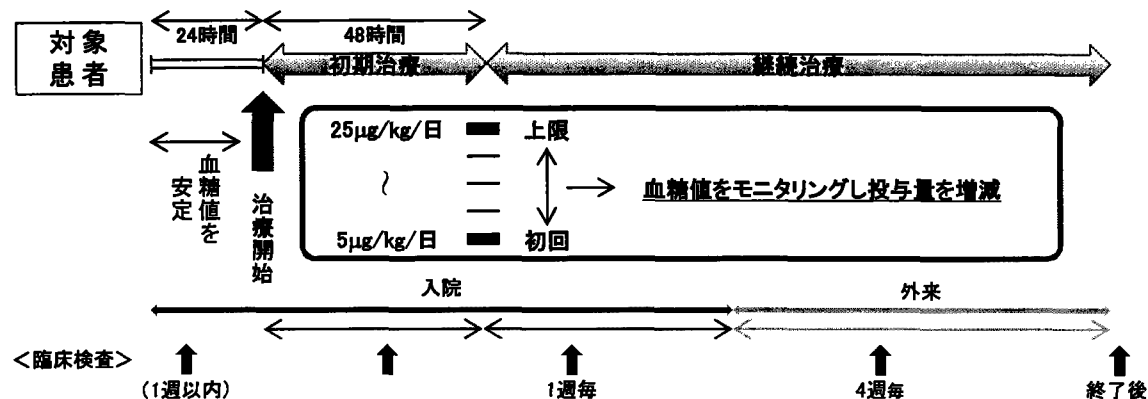 対象
患者
24時間
48時間
初期治療
継続治療
血糖値を
安定
治療開始
25μg/kg/日
上限
~
血糖値をモニタリングし投与量を増減
5μg/kg/日
初回
入院
外来
<臨床検査>
(1週以内)
1週毎
4週毎
終了後